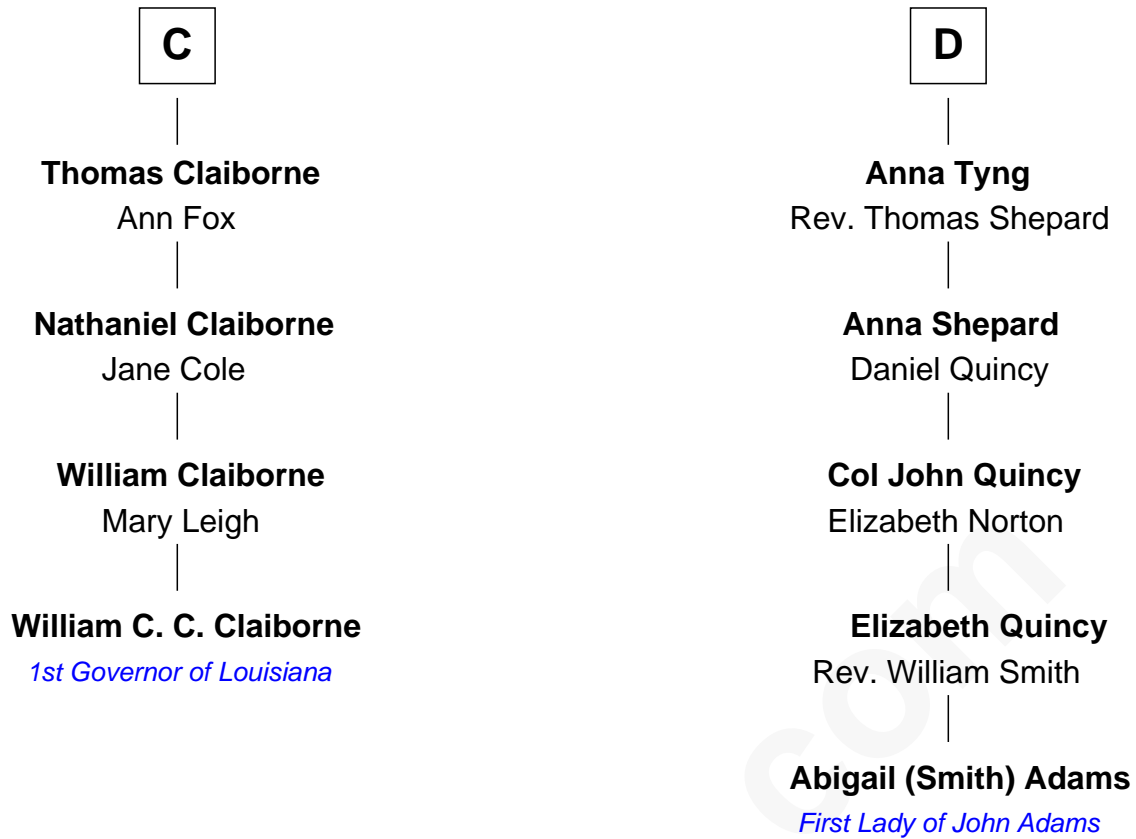 C
Thomas Claiborne
Ann Fox
Nathaniel Claiborne
Jane Cole
William Claiborne
Mary Leigh
William C. C. Claiborne
1st Governor of Louisiana
D
Anna Tyng
Rev. Thomas Shepard
Anna Shepard
Daniel Quincy
Col John Quincy
Elizabeth Norton
Elizabeth Quincy
Rev. William Smith
Abigail (Smith) Adams
First Lady of John Adams
com